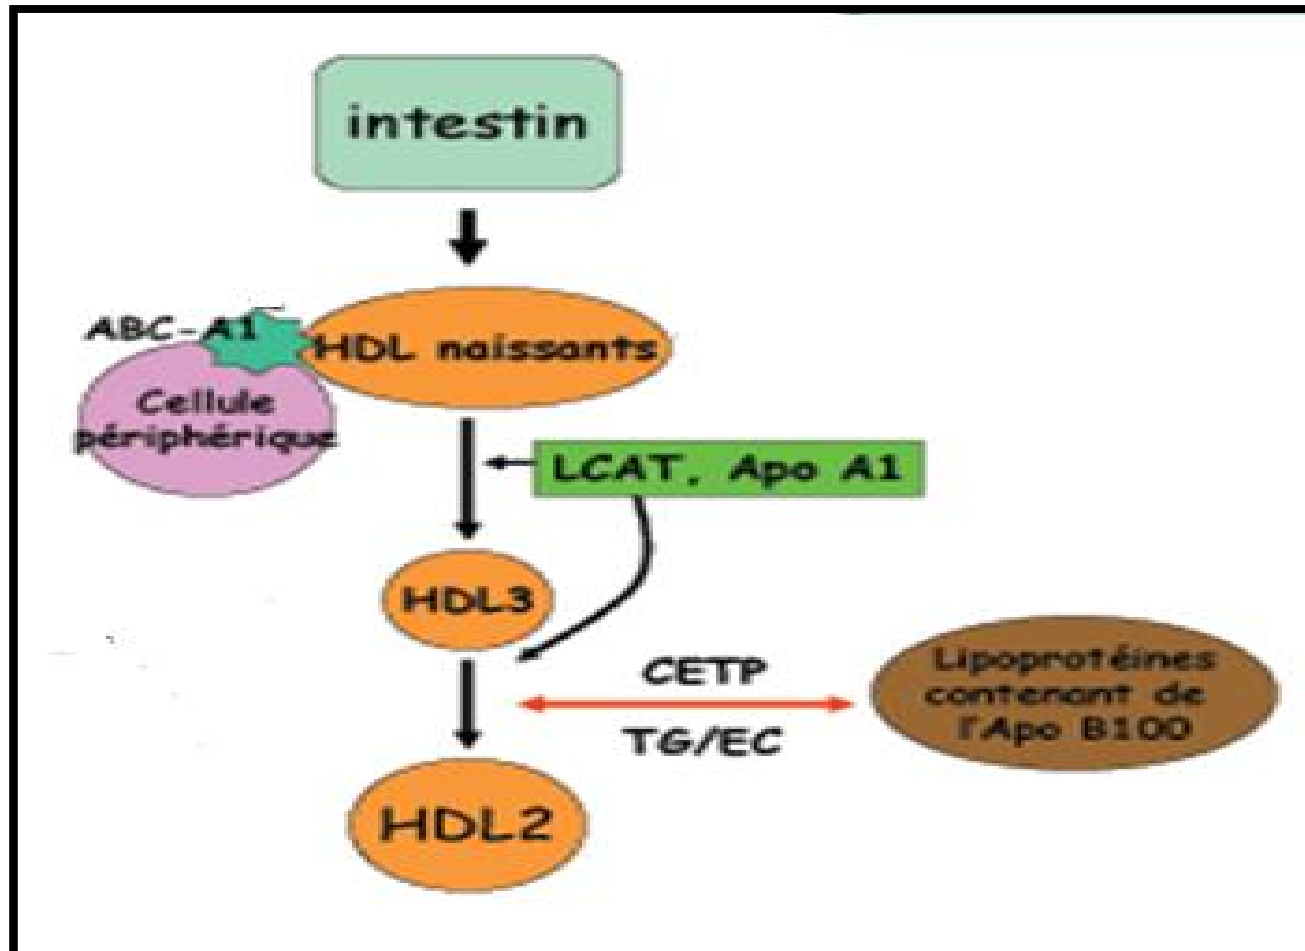 intestin
ABC-A1
HDL naissants
Cellule
périphérique
LCAT, Apo A1
HDL3
CETP
TG/EC
Lipoprotéines
contenant de
l'Apo B100
HDL2